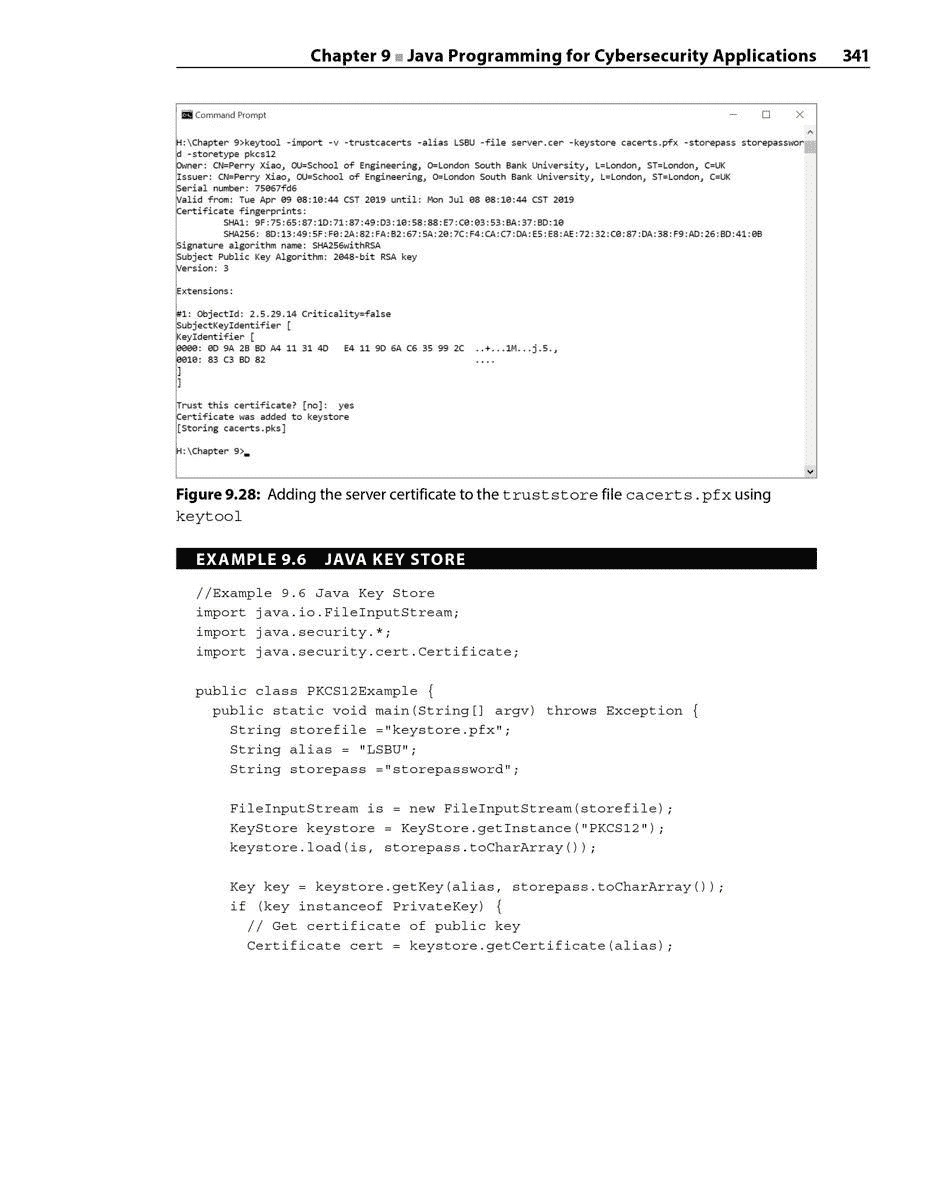 Chapter 9 ■ Java Programming for Cybersecurity Applications 341
Command Prompt
H:\Chapter 9>keytool -import -v -trustcacerts -alias LSBU -file server.cer -keystore cacerts.pfx -storepass storepasswor
d -storetype pkcs12
Owner: CN=Perry Xiao, OU=School of Engineering, O=London South Bank University, L=London, ST=London, C=UK
Issuer: CN=Perry Xiao, OU=School of Engineering, O=London South Bank University, L=London, ST=London, C=UK
Serial number: 75067fd6
Valid from: Tue Apr 09 08:10:44 CST 2019 until: Mon Jul 08 08:10:44 CST 2019
Certificate fingerprints:
SHA1: 9F:75:65:87:1D:71:87:49:D3:10:58:88:E7:C0:03:53:BA:37:BD:10
SHA256: 8D:13:49:5F:F0:2A:82:FA:B2:67:5A:20:7C:F4:CA:C7:DA:E5:E8:AE:72:32:C0:87:DA:38:F9:AD:26:BD:41:0B
Signature algorithm name: SHA256withRSA
Subject Public Key Algorithm: 2048-bit RSA key
Version: 3
Extensions:
#1: ObjectId: 2.5.29.14 Criticality=false
SubjectKeyIdentifier [
KeyIdentifier [
0000: 0D 9A 2B BD A4 11 31 4D E4 11 9D 6A C6 35 99 2C ..+...1M...j.5.,
0010: 83 C3 BD 82 ....
]
]
Trust this certificate? [no]: yes
Certificate was added to keystore
[Storing cacerts.pks]
H:\Chapter 9>
Figure 9.28: Adding the server certificate to the truststore file cacerts.pfx using
keytool
EXAMPLE 9.6 JAVA KEY STORE
//Example 9.6 Java Key Store
import java.io.FileInputStream;
import java.security.*;
import java.security.cert.Certificate;
public class PKCS12Example {
public static void main(String[] argv) throws Exception {
String storefile ="keystore.pfx";
String alias = "LSBU";
String storepass ="storepassword";
FileInputStream is = new FileInputStream(storefile);
KeyStore keystore = KeyStore.getInstance("PKCS12");
keystore.load(is, storepass.toCharArray());
Key key = keystore.getKey(alias, storepass.toCharArray());
if (key instanceof PrivateKey) {
// Get certificate of public key
Certificate cert = keystore.getCertificate(alias);